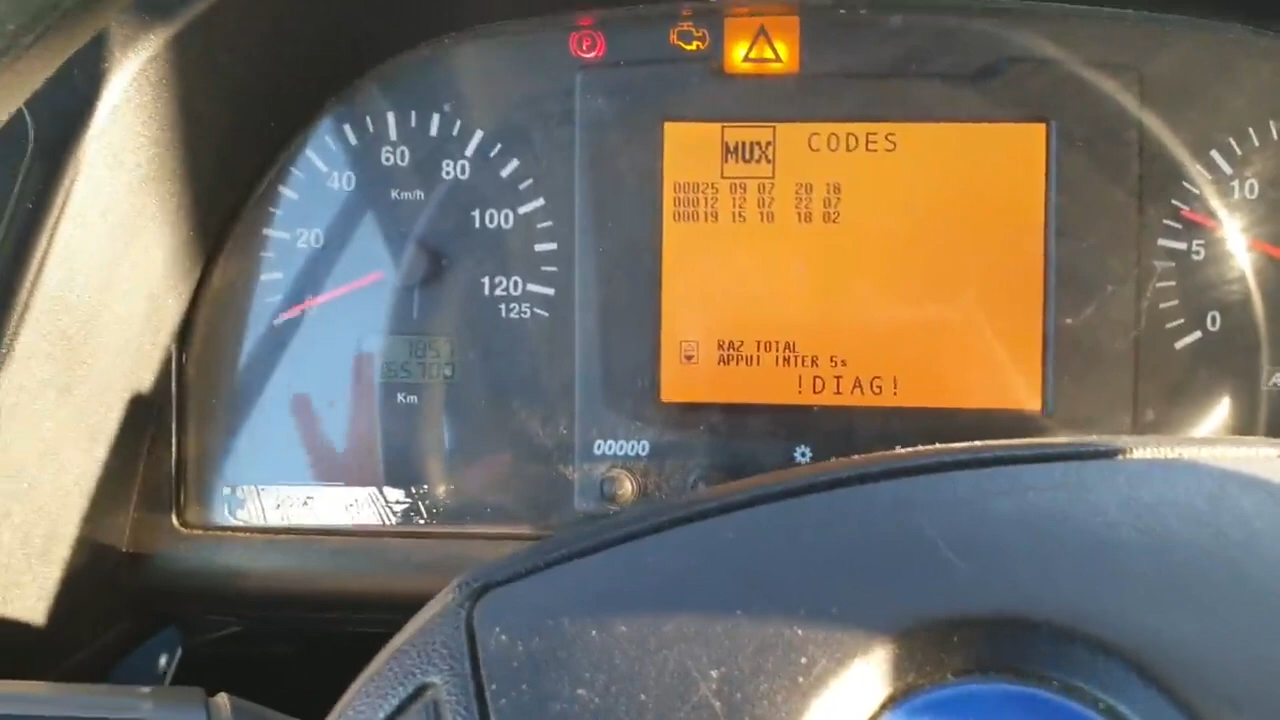 P
MUX CODES
00025 09 07 20 18
00012 12 07 22 07
00019 15 10 18 02
RAZ TOTAL
APPUI INTER 5s
!DIAG!
20
40
60
80
100
120
125
Km/h
7857
Km
00000
10
5
0